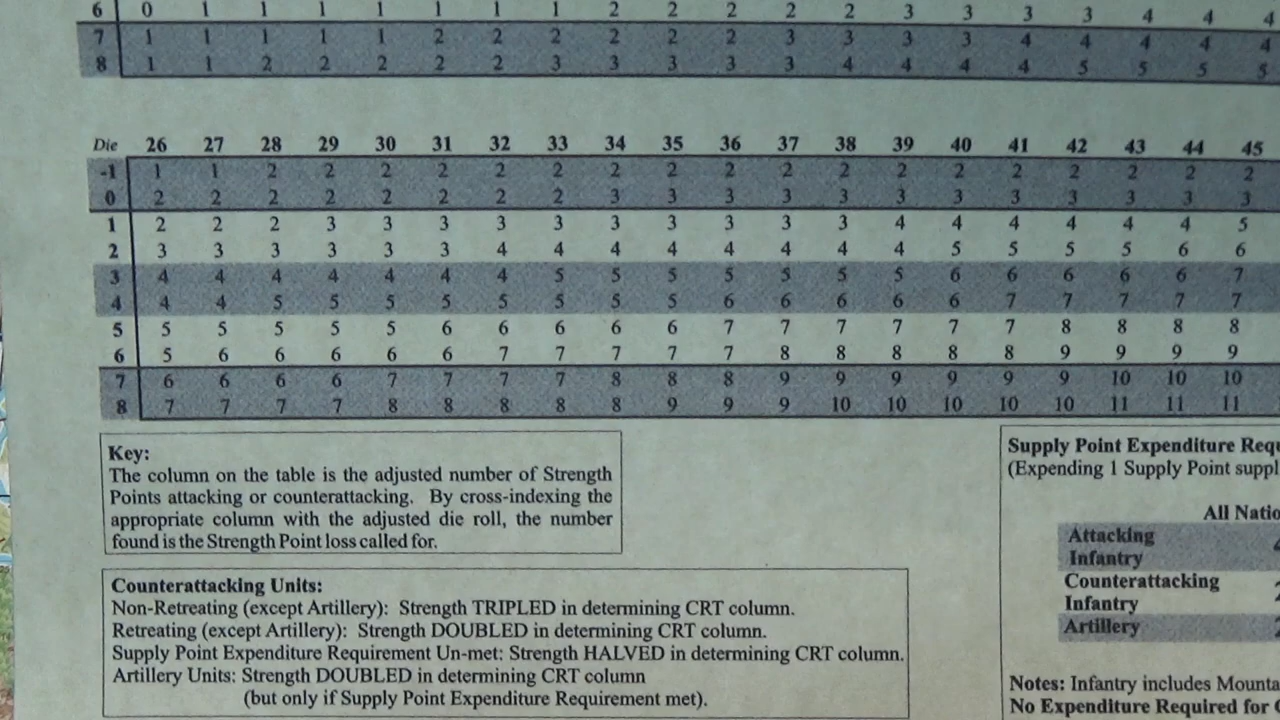 6 0 1 1 1 1 1 1 1 2 2 2 2 2 3 3 3 3 4 4 4
7 1 1 1 1 1 2 2 2 2 2 2 3 3 3 3 4 4 4 4 4
8 1 1 2 2 2 2 2 3 3 3 3 3 4 4 4 4 5 5 5 5
Die 26 27 28 29 30 31 32 33 34 35 36 37 38 39 40 41 42 43 44 45
-1 1 1 2 2 2 2 2 2 2 2 2 2 2 2 2 2 2 2 2 2
0 2 2 2 2 2 2 2 2 3 3 3 3 3 3 3 3 3 3 3 3
1 2 2 2 3 3 3 3 3 3 3 3 3 3 4 4 4 4 4 4 5
2 3 3 3 3 3 3 4 4 4 4 4 4 4 4 5 5 5 5 6 6
3 4 4 4 4 4 4 4 5 5 5 5 5 5 5 6 6 6 6 6 7
4 4 4 5 5 5 5 5 5 5 5 6 6 6 6 6 7 7 7 7 7
5 5 5 5 5 5 6 6 6 6 6 7 7 7 7 7 7 8 8 8 8
6 5 6 6 6 6 6 7 7 7 7 7 8 8 8 8 8 9 9 9 9
7 6 6 6 6 7 7 7 7 8 8 8 9 9 9 9 9 9 10 10 10
8 7 7 7 7 8 8 8 8 8 9 9 9 10 10 10 10 10 11 11 11
Key:
The column on the table is the adjusted number of Strength
Points attacking or counterattacking. By cross-indexing the
appropriate column with the adjusted die roll, the number
found is the Strength Point loss called for.
Counterattacking Units:
Non-Retreating (except Artillery): Strength TRIPLED in determining CRT column.
Retreating (except Artillery): Strength DOUBLED in determining CRT column.
Supply Point Expenditure Requirement Un-met: Strength HALVED in determining CRT column.
Artillery Units: Strength DOUBLED in determining CRT column
(but only if Supply Point Expenditure Requirement met).
Supply Point Expenditure Requ
(Expending 1 Supply Point suppl
All Natio
Attacking
Infantry
Counterattacking
Infantry
Artillery
Notes: Infantry includes Mounta
No Expenditure Required for